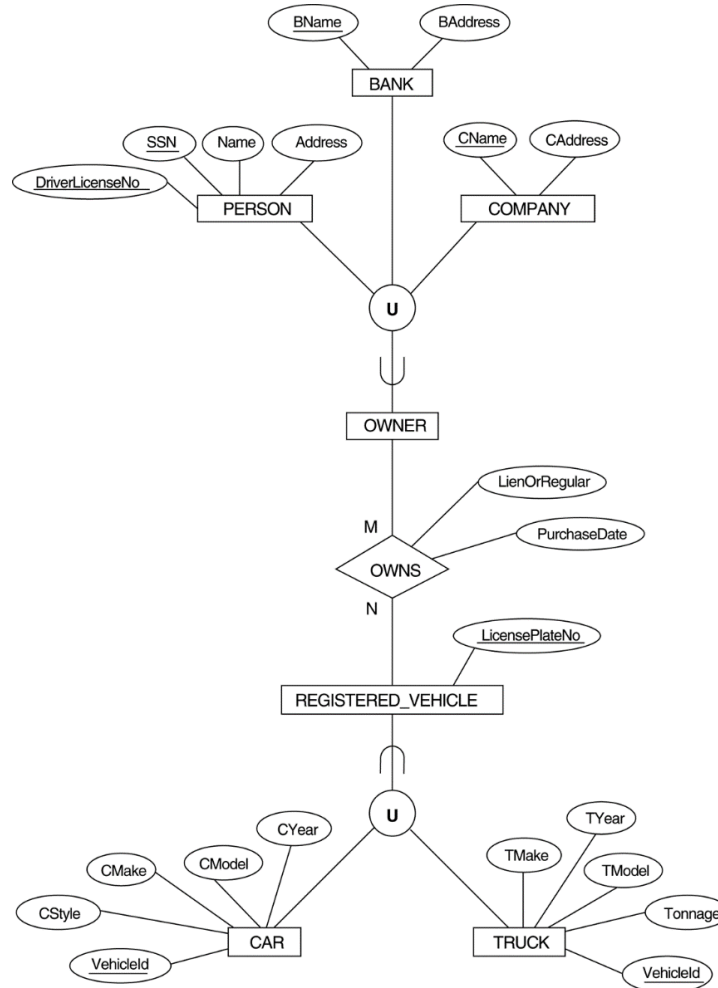 BName
BAddress
BANK
SSN
Name
Address
CName
CAddress
DriverLicenseNo
PERSON
COMPANY
U
OWNER
LienOrRegular
M
PurchaseDate
OWNS
N
LicensePlateNo
REGISTERED_VEHICLE
U
CYear
TYear
CModel
TMake
CMake
TModel
CStyle
Tonnage
CAR
TRUCK
VehicleId
VehicleId